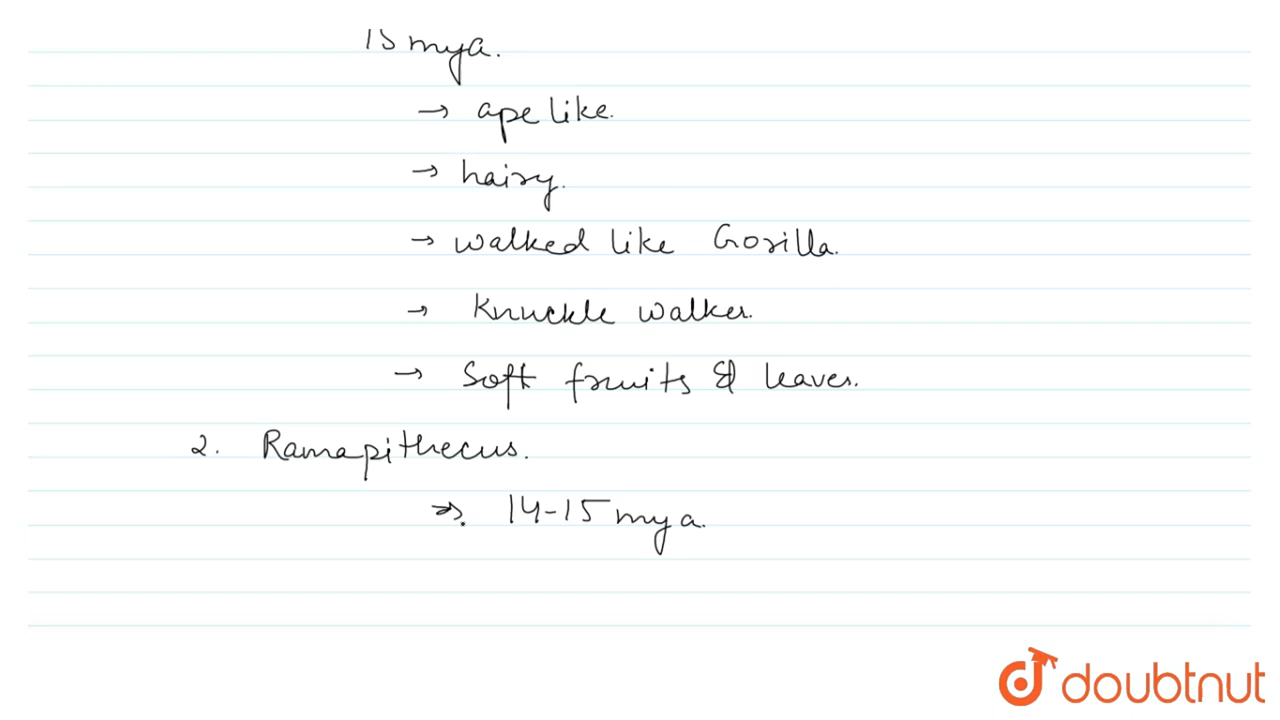 15 mya.
→ ape like.
→ hairy.
→ walked like Gorilla.
→ Knuckle walker.
→ Soft fruits & leaves.
2. Ramapithecus.
→ 14-15 mya.
doubtnut